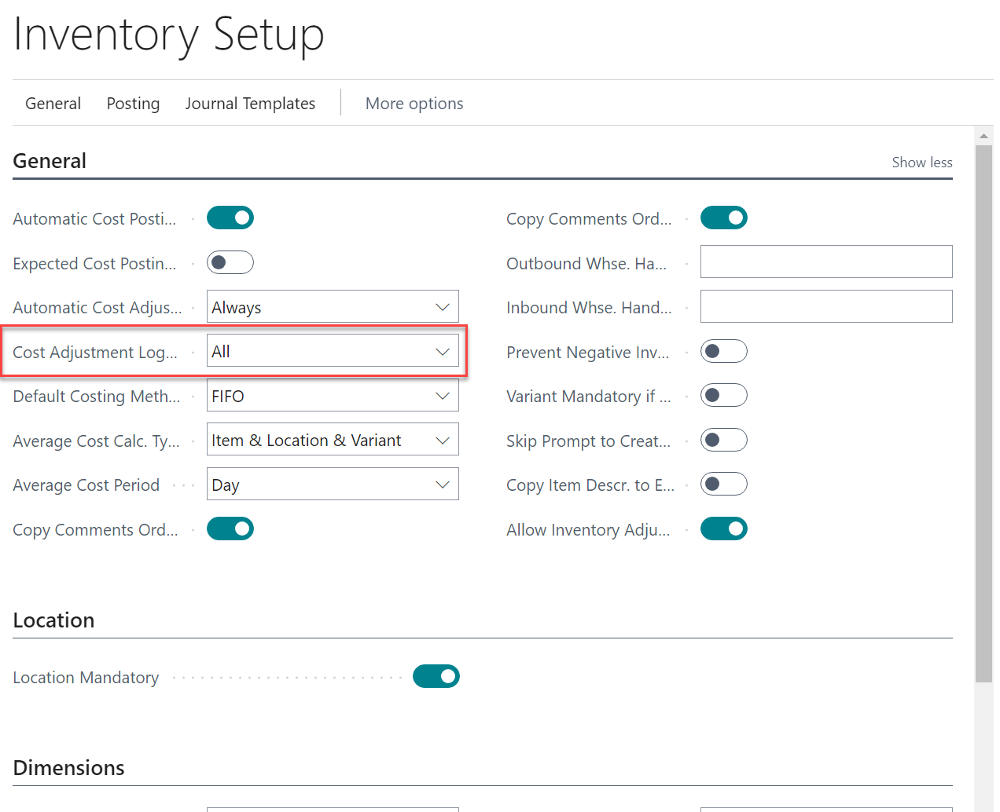 Inventory Setup
General
Posting
Journal Templates
More options
General
Show less
Automatic Cost Posti...
Expected Cost Postin...
Automatic Cost Adjus...
Always
Cost Adjustment Log...
All
Default Costing Meth...
FIFO
Average Cost Calc. Ty...
Item & Location & Variant
Average Cost Period
Day
Copy Comments Ord...
Copy Comments Ord...
Outbound Whse. Ha...
Inbound Whse. Hand...
Prevent Negative Inv...
Variant Mandatory if ...
Skip Prompt to Creat...
Copy Item Descr. to E...
Allow Inventory Adju...
Location
Location Mandatory
Dimensions